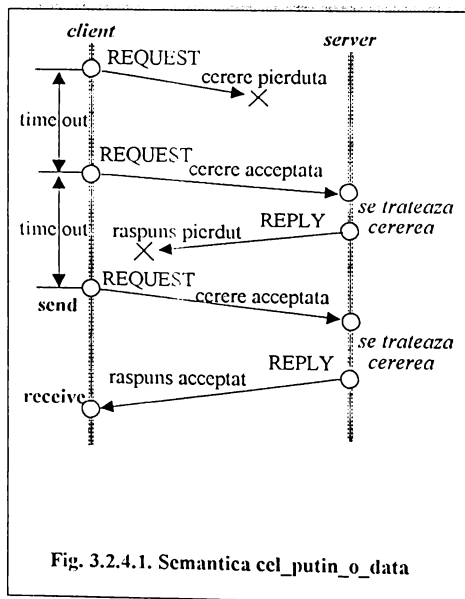 client
server
REQUEST
cerere pierduta
time out
REQUEST
cerere acceptata
se trateaza
cererea
REPLY
raspuns pierdut
time out
REQUEST
cerere acceptata
send
se trateaza
cererea
REPLY
raspuns acceptat
receive
Fig. 3.2.4.1. Semantica cel_putin_o_data